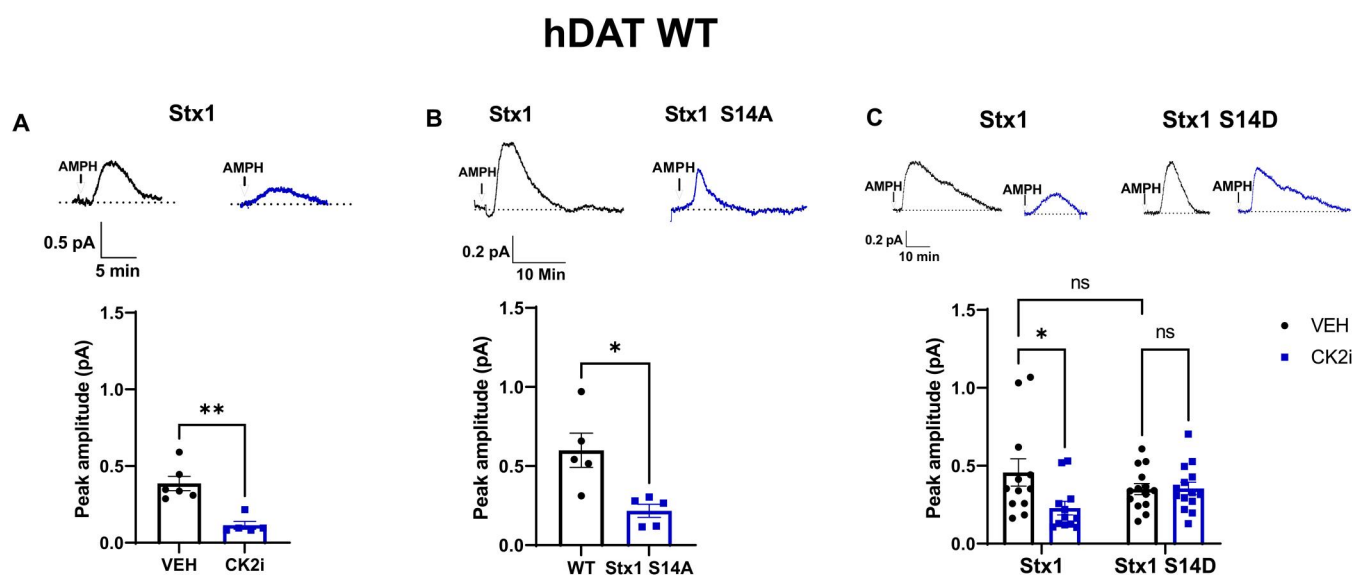 hDAT WT
A
Stx1
AMPH
AMPH
0.5 pA
5 min
Peak amplitude (pA)
1.5
1.0
0.5
0.0
**
VEH CK2i
B
Stx1 Stx1 S14A
AMPH
AMPH
0.2 pA
10 Min
Peak amplitude (pA)
1.5
1.0
0.5
0.0
*
WT Stx1 S14A
C
Stx1 Stx1 S14D
AMPH
AMPH
AMPH
AMPH
0.2 pA
10 min
Peak amplitude (pA)
1.5
1.0
0.5
0.0
ns
*
ns
Stx1 Stx1 S14D
VEH
CK2i